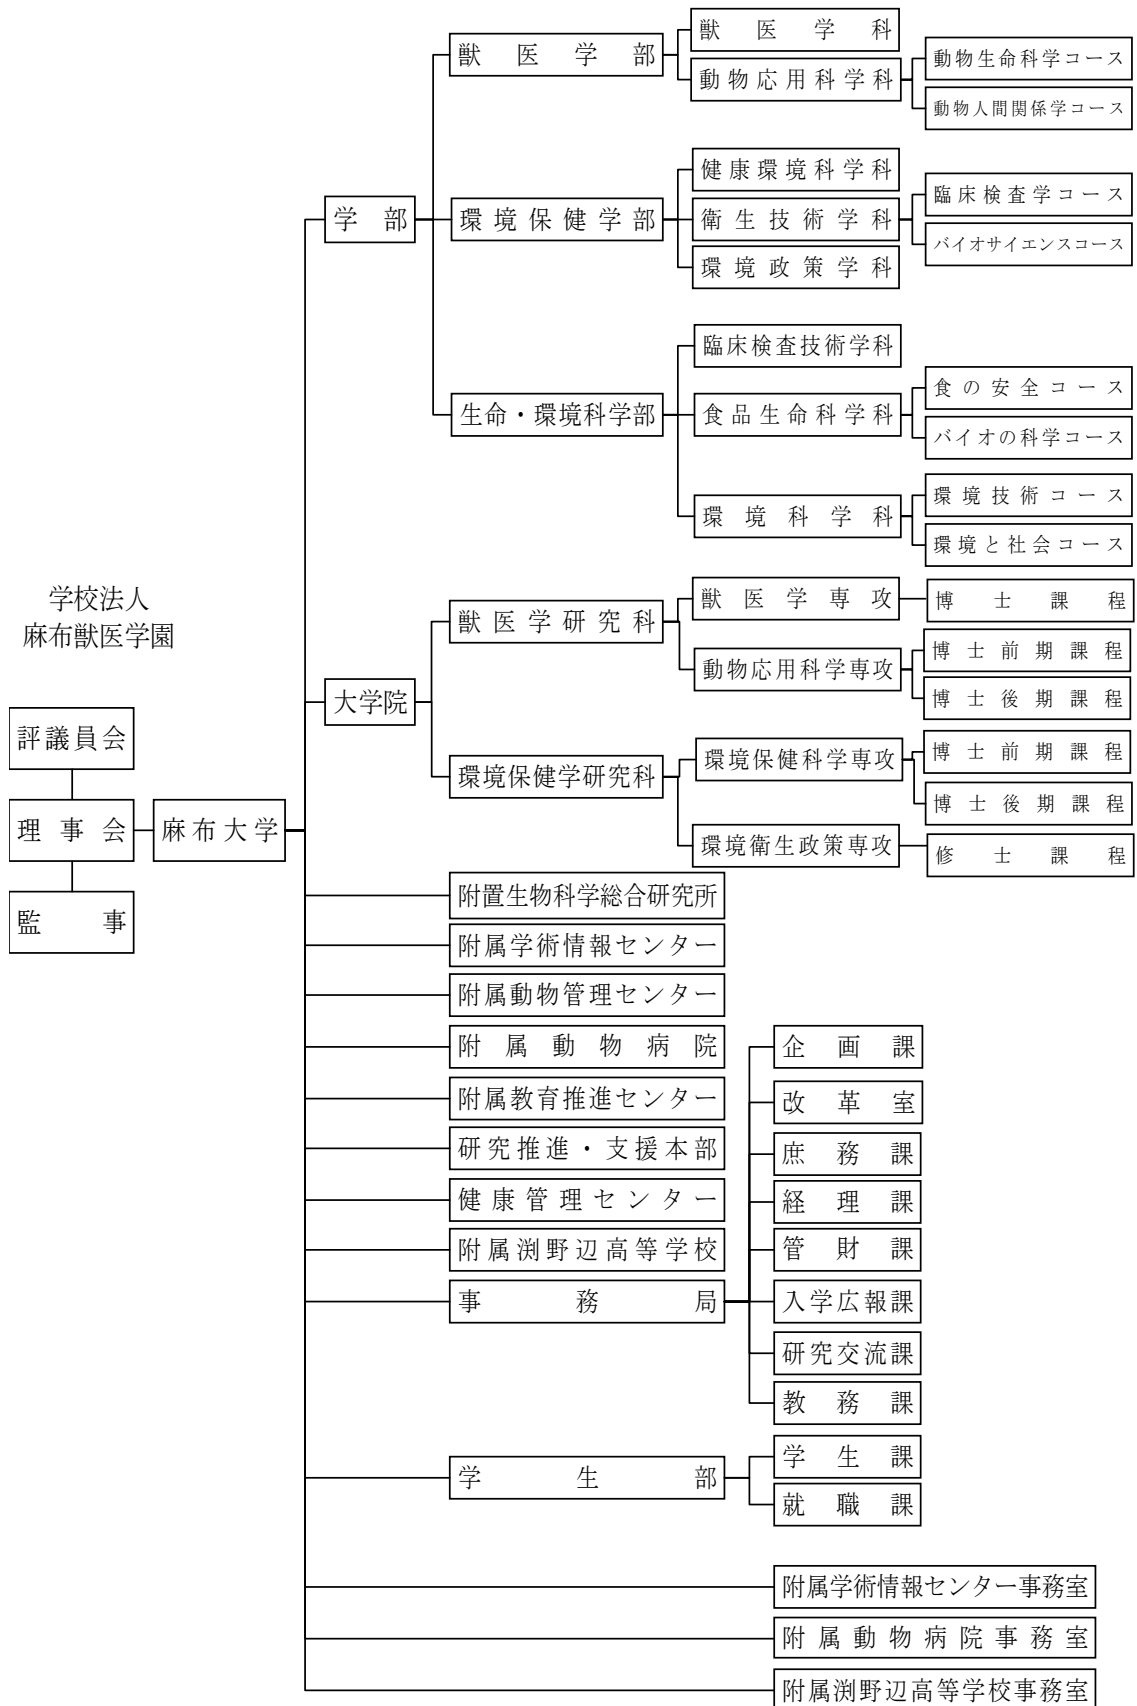 獣医学科
獣医学部
動物生命科学コース
動物応用科学科
動物人間関係学コース
健康環境科学科
臨床検査学コース
学部
環境保健学部
衛生技術学科
バイオサイエンスコース
環境政策学科
臨床検査技術学科
食の安全コース
生命・環境科学部
食品生命科学科
バイオの科学コース
環境技術コース
環境科学科
環境と社会コース
学校法人
麻布獣医学園
獣医学専攻
博士課程
獣医学研究科
博士前期課程
動物応用科学専攻
博士後期課程
大学院
評議員会
環境保健科学専攻
博士前期課程
環境保健学研究科
博士後期課程
理事会
麻布大学
環境衛生政策専攻
修士課程
附置生物科学総合研究所
監事
附属学術情報センター
附属動物管理センター
附属動物病院
企画課
附属教育推進センター
改革室
研究推進・支援本部
庶務課
健康管理センター
経理課
附属渕野辺高等学校
管財課
事務局
入学広報課
研究交流課
教務課
学生課
学生部
就職課
附属学術情報センター事務室
附属動物病院事務室
附属渕野辺高等学校事務室